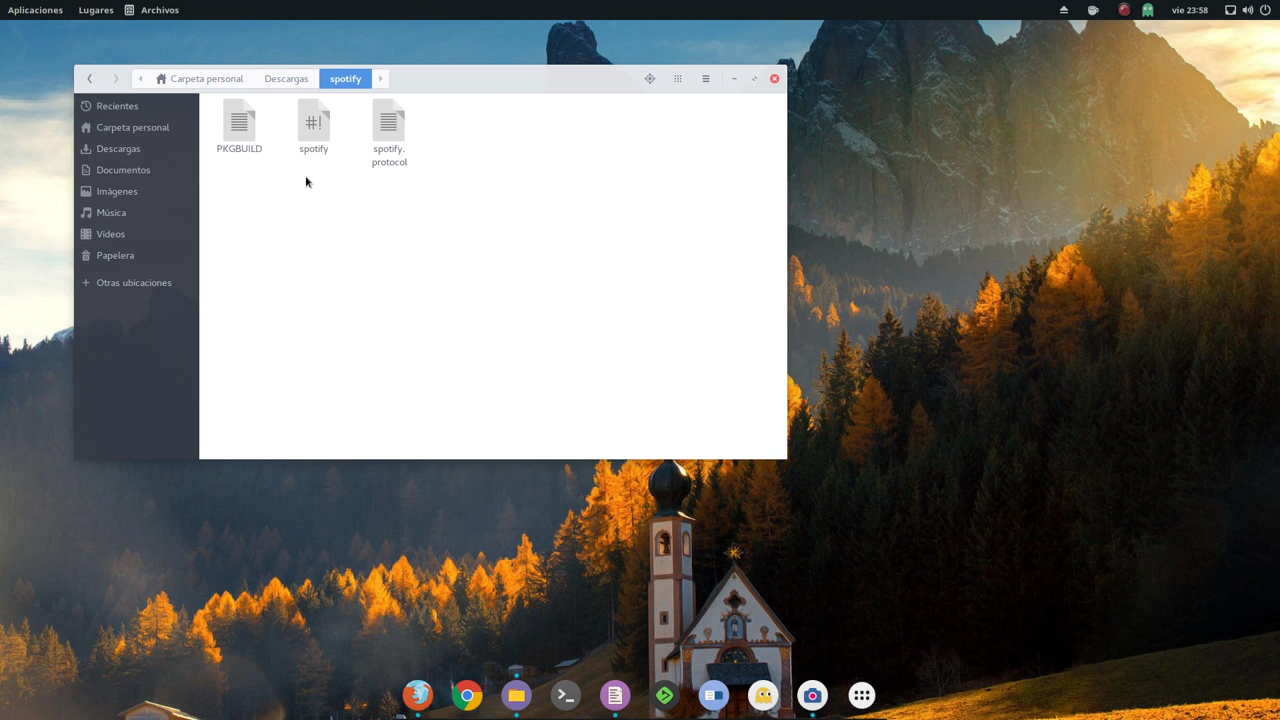 Aplicaciones Lugares Archivos vie 23:58
Carpeta personal Descargas spotify
Recientes
Carpeta personal
Descargas
Documentos
Imágenes
Música
Vídeos
Papelera
+ Otras ubicaciones
PKGBUILD
#!
spotify
spotify.
protocol